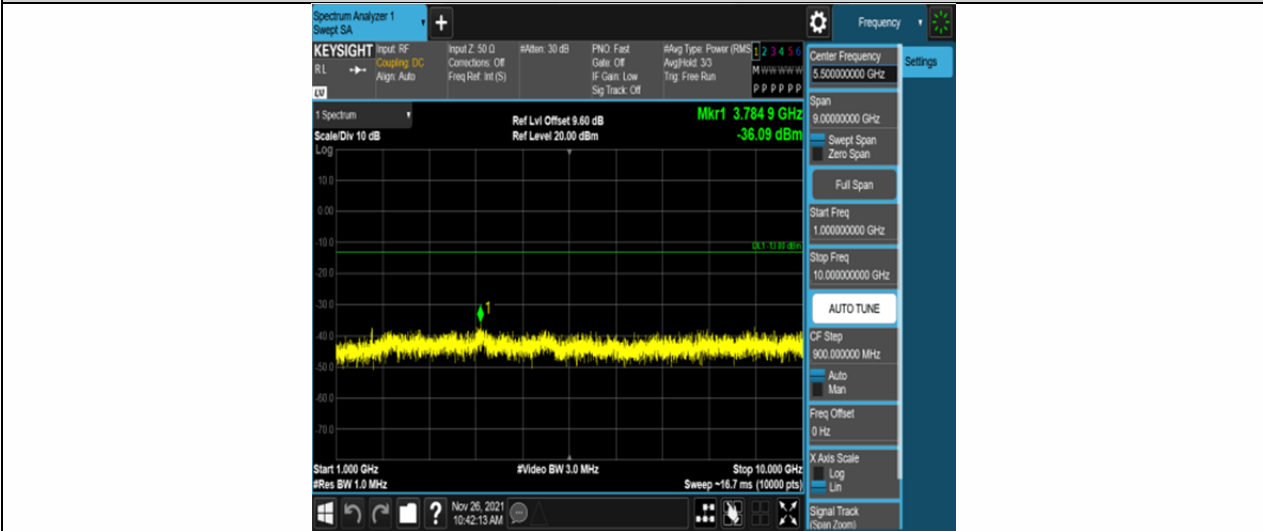 Spectrum Analyzer 1
Swept SA
Frequency
KEYSIGHT
RL
LV
Input: RF
Coupling: DC
Align: Auto
Input Z: 50 Ω
Corrections: Off
Freq Ref: Int (S)
#Atten: 30 dB
PNO: Fast
Gate: Off
IF Gain: Low
Sig Track: Off
#Avg Type: Power (RMS
Avg|Hold: 3/3
Trig: Free Run
1 2 3 4 5 6
M W W W W W
P P P P P P
1 Spectrum
Scale/Div 10 dB
Log
Ref Lvl Offset 9.60 dB
Ref Level 20.00 dBm
Mkr1 3.784 9 GHz
-36.09 dBm
10.0
0.00
-10.0
DL1 -13.00 dBm
-20.0
-30.0
1
-40.0
-50.0
-60.0
-70.0
Start 1.000 GHz
#Res BW 1.0 MHz
#Video BW 3.0 MHz
Stop 10.000 GHz
Sweep ~16.7 ms (10000 pts)
Nov 26, 2021
10:42:13 AM
Center Frequency
5.500000000 GHz
Settings
Span
9.00000000 GHz
Swept Span
Zero Span
Full Span
Start Freq
1.000000000 GHz
Stop Freq
10.000000000 GHz
AUTO TUNE
CF Step
900.000000 MHz
Auto
Man
Freq Offset
0 Hz
X Axis Scale
Log
Lin
Signal Track
(Span Zoom)